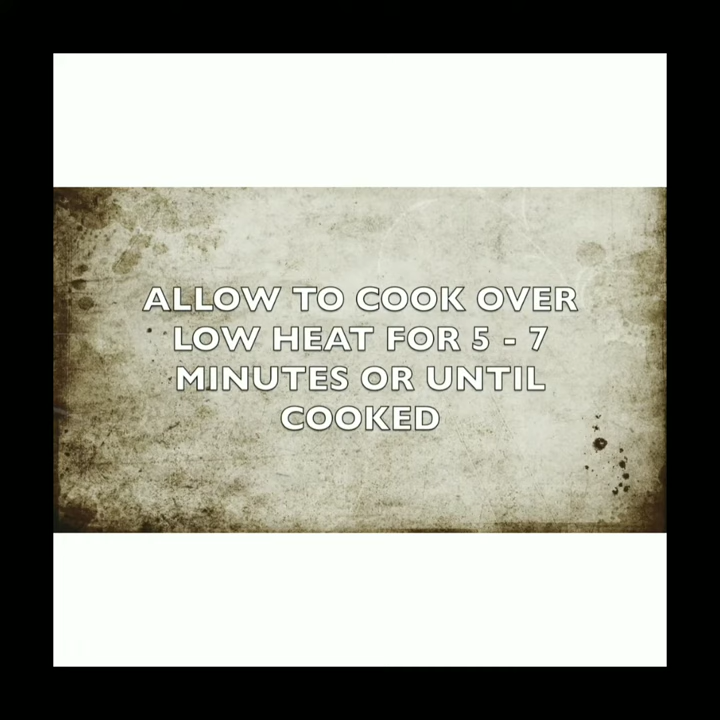 ALLOW TO COOK OVER
LOW HEAT FOR 5 - 7
MINUTES OR UNTIL
COOKED